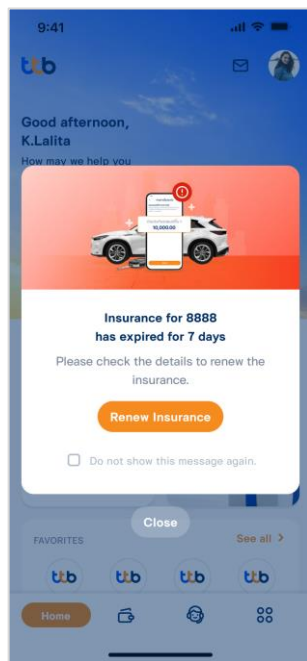 9:41
ttb
Good afternoon,
K.Lalita
How may we help you
10,000.00
Insurance for 8888
has expired for 7 days
Please check the details to renew the
insurance.
Renew Insurance
Do not show this message again.
Close
FAVORITES
See all >
ttb
ttb
ttb
ttb
Home